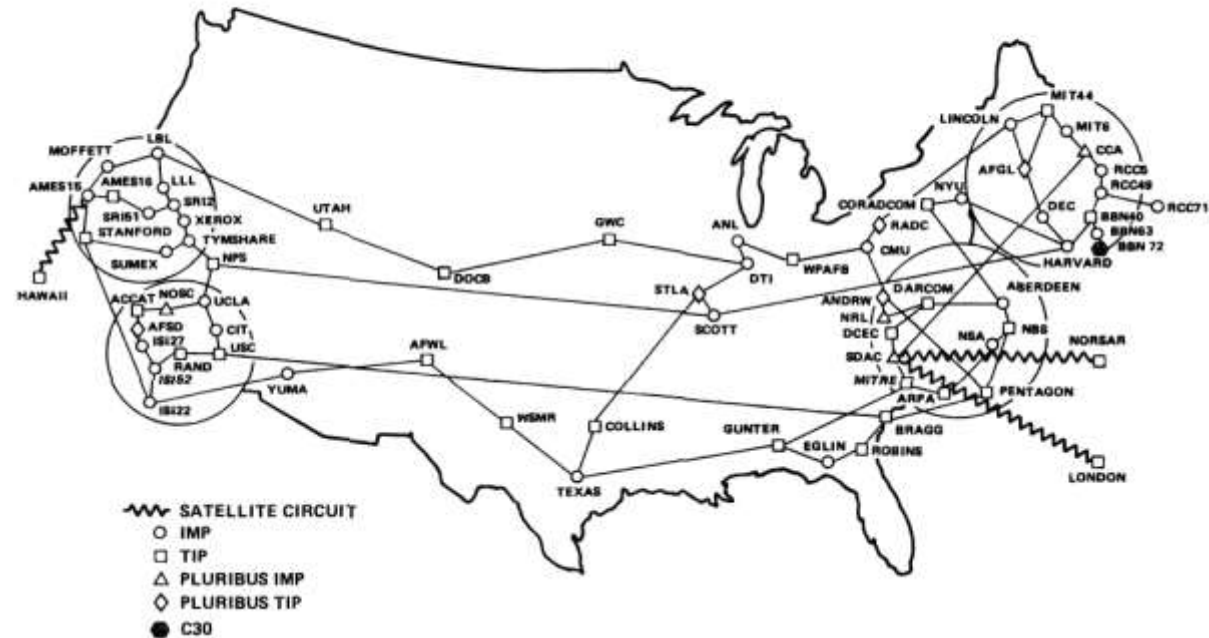 MIT44
LINCOLN
MIT6
CCA
LBL
MOFFETT
AFGL
RCC5
AMES15
AMES16
LLL
RCC49
NYU
SRI2
RCC71
SRI51
XEROX
CORADCOM
DEC
BBN40
UTAH
RADC
BBN63
STANFORD
TYMSHARE
GWC
ANL
CMU
BBN 72
SUMEX
NPS
WPAFB
HARVARD
HAWAII
DOCB
DTI
STLA
ANDRW
DARCOM
ABERDEEN
ACCAT
NOSC
UCLA
SCOTT
NRL
AFSD
CIT
DCEC
NBS
ISI27
AFWL
NSA
NORSAR
RAND
USC
SDAC
ISI52
YUMA
MITRE
ARPA
PENTAGON
ISI22
WSMR
COLLINS
GUNTER
BRAGG
EGLIN
ROBINS
TEXAS
LONDON
SATELLITE CIRCUIT
IMP
TIP
PLURIBUS IMP
PLURIBUS TIP
C30